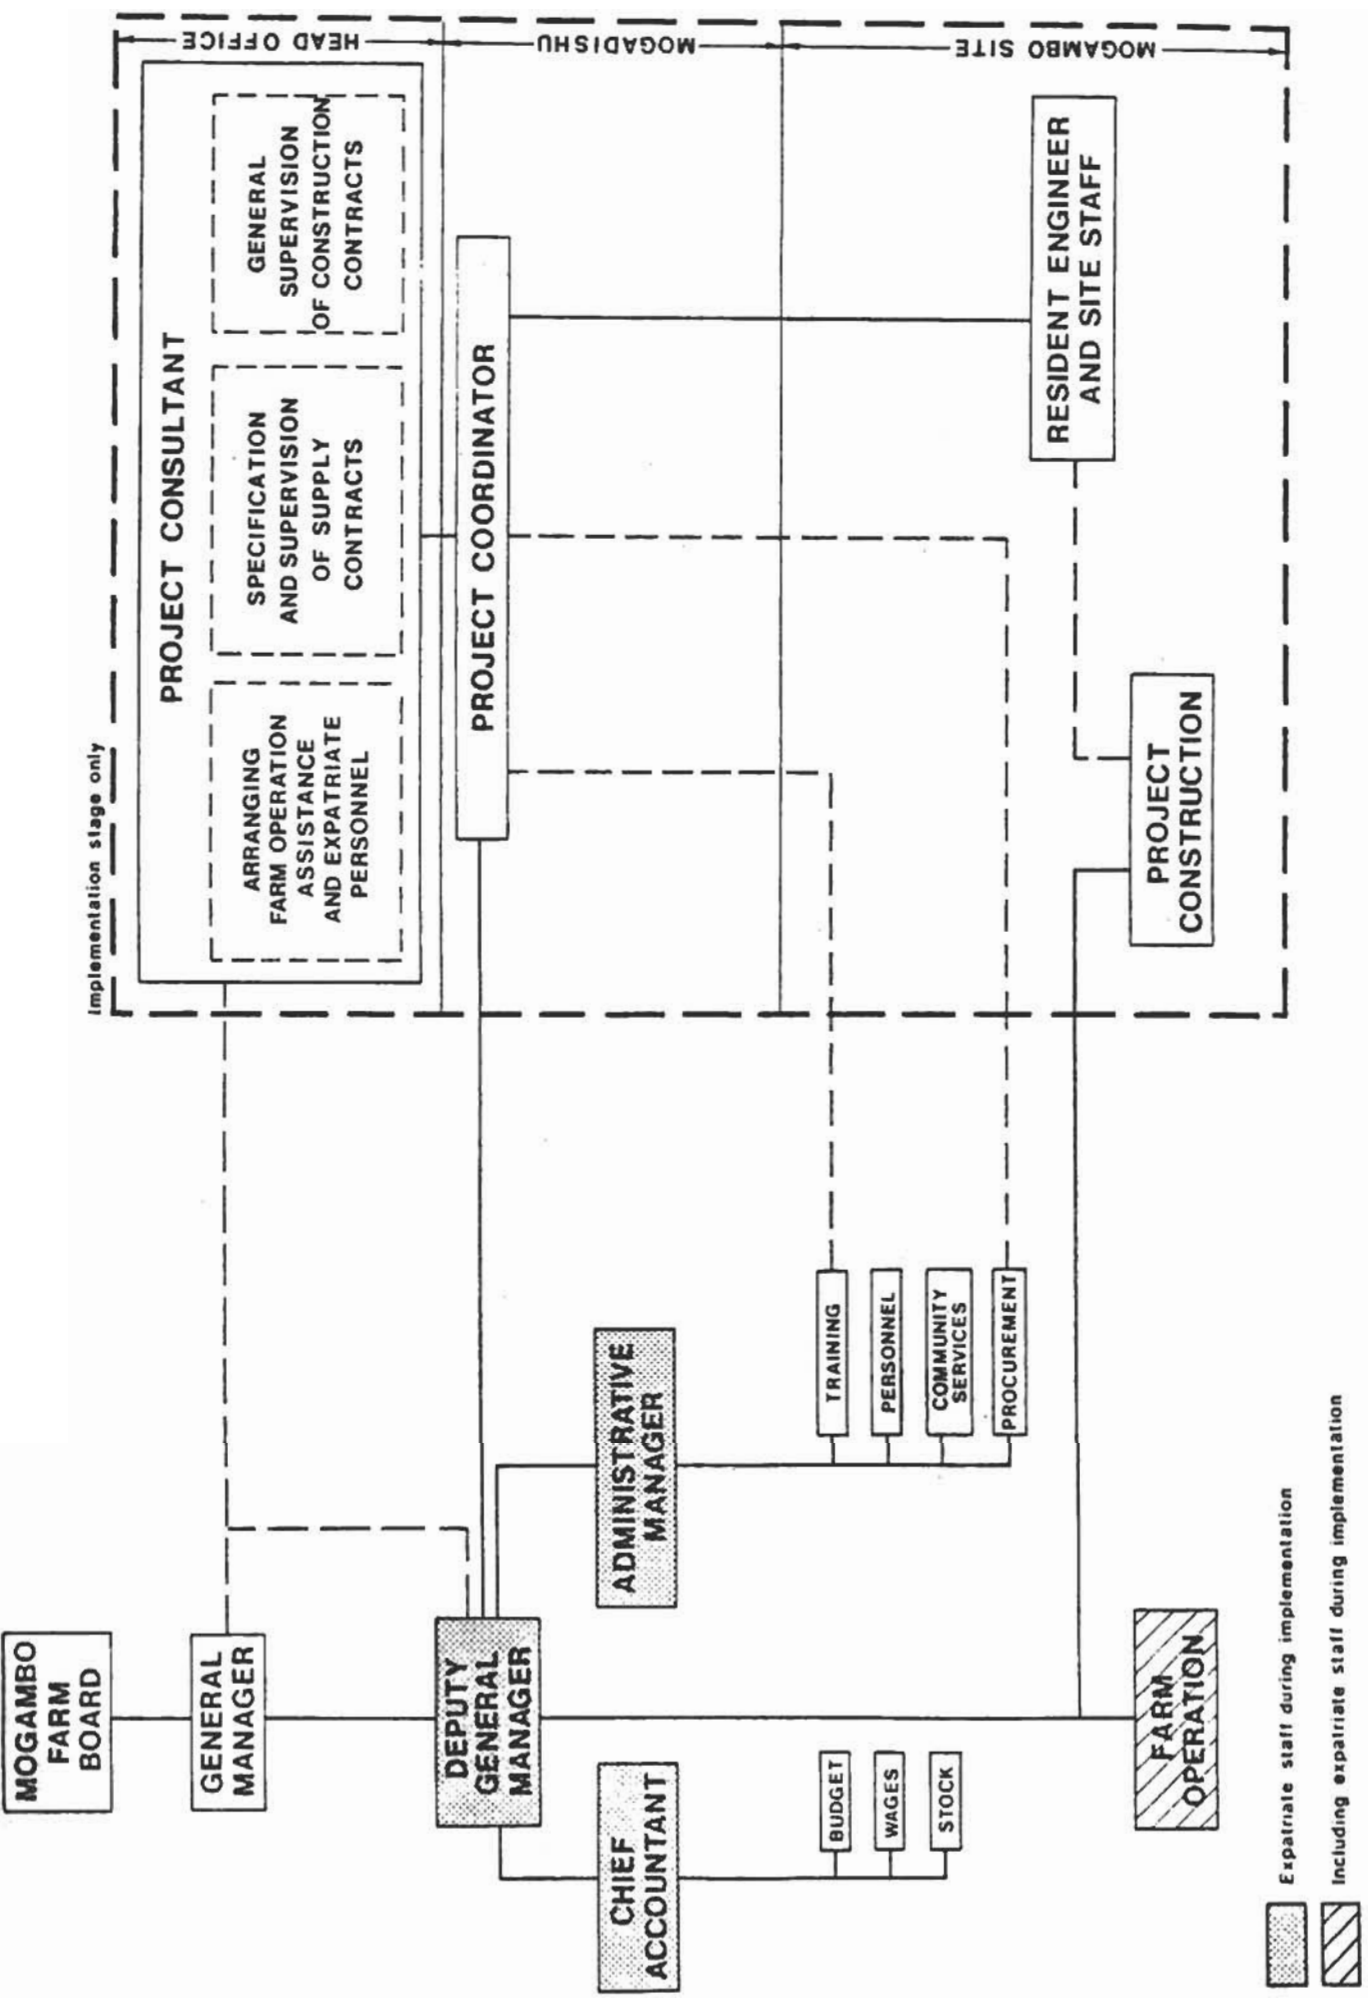 Implementation stage only
HEAD OFFICE
MOGADISHU
MOGAMBO SITE
PROJECT CONSULTANT
ARRANGING
FARM OPERATION
ASSISTANCE
AND EXPATRIATE
PERSONNEL
SPECIFICATION
AND SUPERVISION
OF SUPPLY
CONTRACTS
GENERAL
SUPERVISION
OF CONSTRUCTION
CONTRACTS
PROJECT COORDINATOR
RESIDENT ENGINEER
AND SITE STAFF
PROJECT
CONSTRUCTION
MOGAMBO
FARM
BOARD
GENERAL
MANAGER
DEPUTY
GENERAL
MANAGER
CHIEF
ACCOUNTANT
ADMINISTRATIVE
MANAGER
BUDGET
WAGES
STOCK
TRAINING
PERSONNEL
COMMUNITY
SERVICES
PROCUREMENT
FARM
OPERATION
Expatriate staff during implementation
Including expatriate staff during implementation